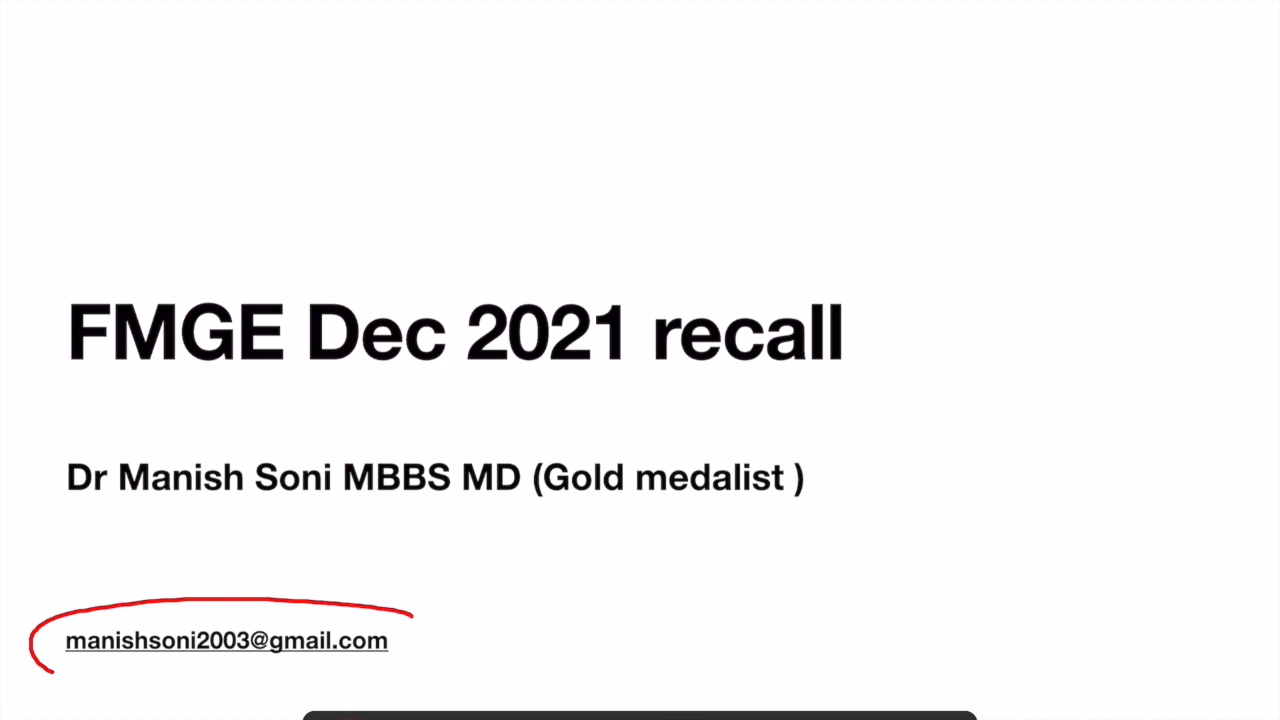 FMGE Dec 2021 recall
Dr Manish Soni MBBS MD (Gold medalist )
manishsoni2003@gmail.com